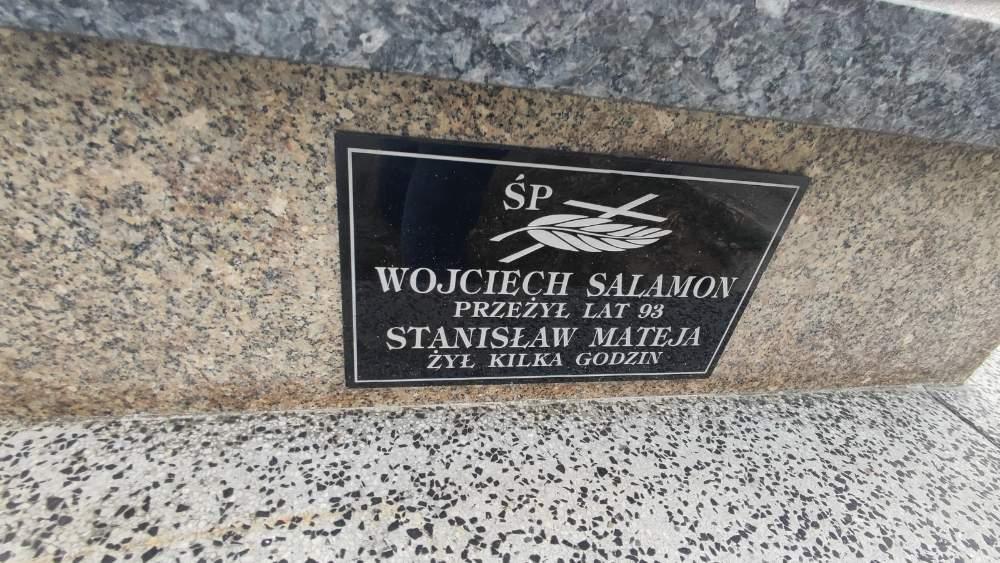 ŚP
WOJCIECH SALAMON
PRZEŻYŁ LAT 93
STANISŁAW MATEJA
ŻYŁ KILKA GODZIN